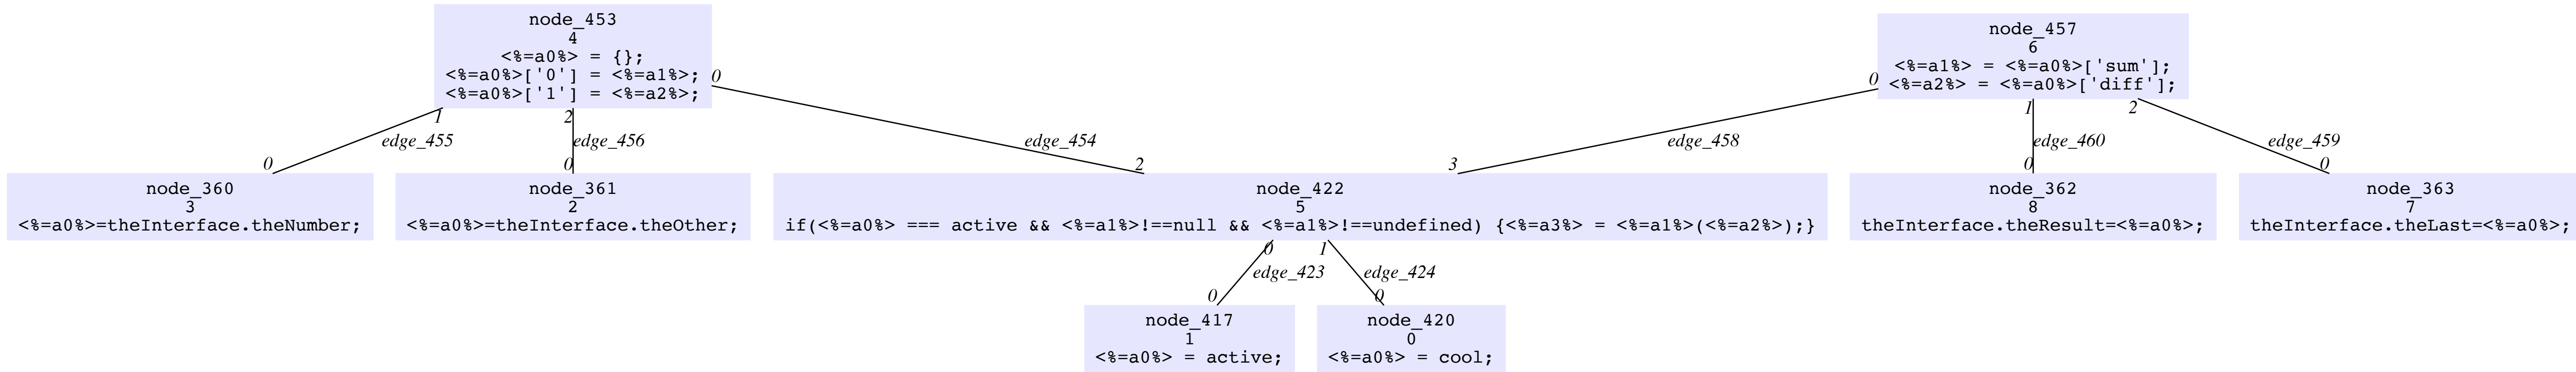 node_453
4
<%=a0%> = {};
<%=a0%>['0'] = <%=a1%>;
<%=a0%>['1'] = <%=a2%>;
node_457
6
<%=a1%> = <%=a0%>['sum'];
<%=a2%> = <%=a0%>['diff'];
0
0
1
2
1
2
edge_455
edge_456
edge_454
edge_458
edge_460
edge_459
0
0
2
3
0
0
node_360
3
<%=a0%>=theInterface.theNumber;
node_361
2
<%=a0%>=theInterface.theOther;
node_422
5
if(<%=a0%> === active && <%=a1%>!==null && <%=a1%>!==undefined) {<%=a3%> = <%=a1%>(<%=a2%>);}
node_362
8
theInterface.theResult=<%=a0%>;
node_363
7
theInterface.theLast=<%=a0%>;
0
1
edge_423
edge_424
0
0
node_417
1
<%=a0%> = active;
node_420
0
<%=a0%> = cool;